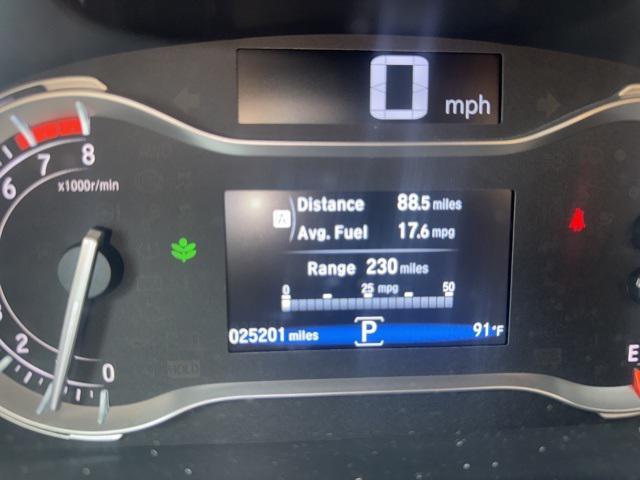 0 mph
8
7
6
x1000r/min
2
0
A
Distance 88.5 miles
Avg. Fuel 17.6 mpg
Range 230 miles
0 25 mpg 50
025201 miles P 91°F
HOLD
E